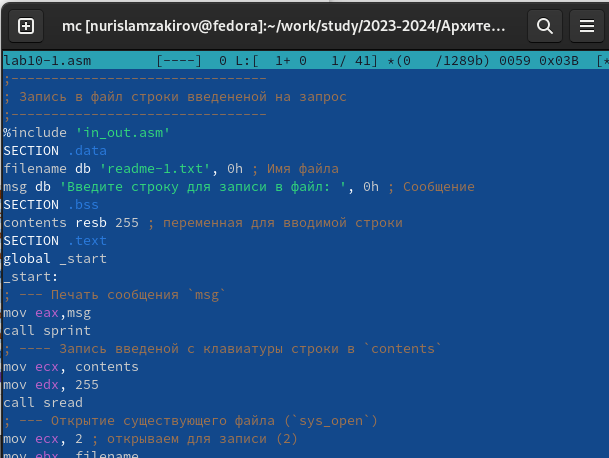 mc [nurislamzakirov@fedora]:~/work/study/2023-2024/Архите...
lab10-1.asm [----] 0 L:[ 1+ 0 1/ 41] *(0 /1289b) 0059 0x03B [*
;-------------------------------
; Запись в файл строки введененой на запрос
;-------------------------------
%include 'in_out.asm'
SECTION .data
filename db 'readme-1.txt', 0h ; Имя файла
msg db 'Введите строку для записи в файл: ', 0h ; Сообщение
SECTION .bss
contents resb 255 ; переменная для вводимой строки
SECTION .text
global _start
_start:
; --- Печать сообщения `msg`
mov eax,msg
call sprint
; ---- Запись введеной с клавиатуры строки в `contents`
mov ecx, contents
mov edx, 255
call sread
; --- Открытие существующего файла (`sys_open`)
mov ecx, 2 ; открываем для записи (2)
mov ebx, filename